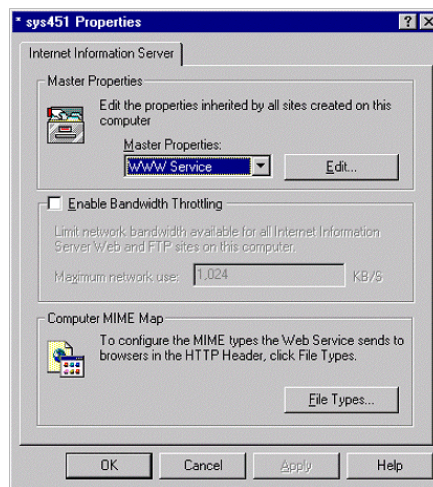 * sys451 Properties
Internet Information Server
Master Properties
Edit the properties inherited by all sites created on this
computer
Master Properties:
WWW Service
Edit...
Enable Bandwidth Throttling
Limit network bandwidth available for all Internet Information
Server Web and FTP sites on this computer.
Maximum network use:
1,024
KB/S
Computer MIME Map
To configure the MIME types the Web Service sends to
browsers in the HTTP Header, click File Types.
File Types...
OK
Cancel
Apply
Help